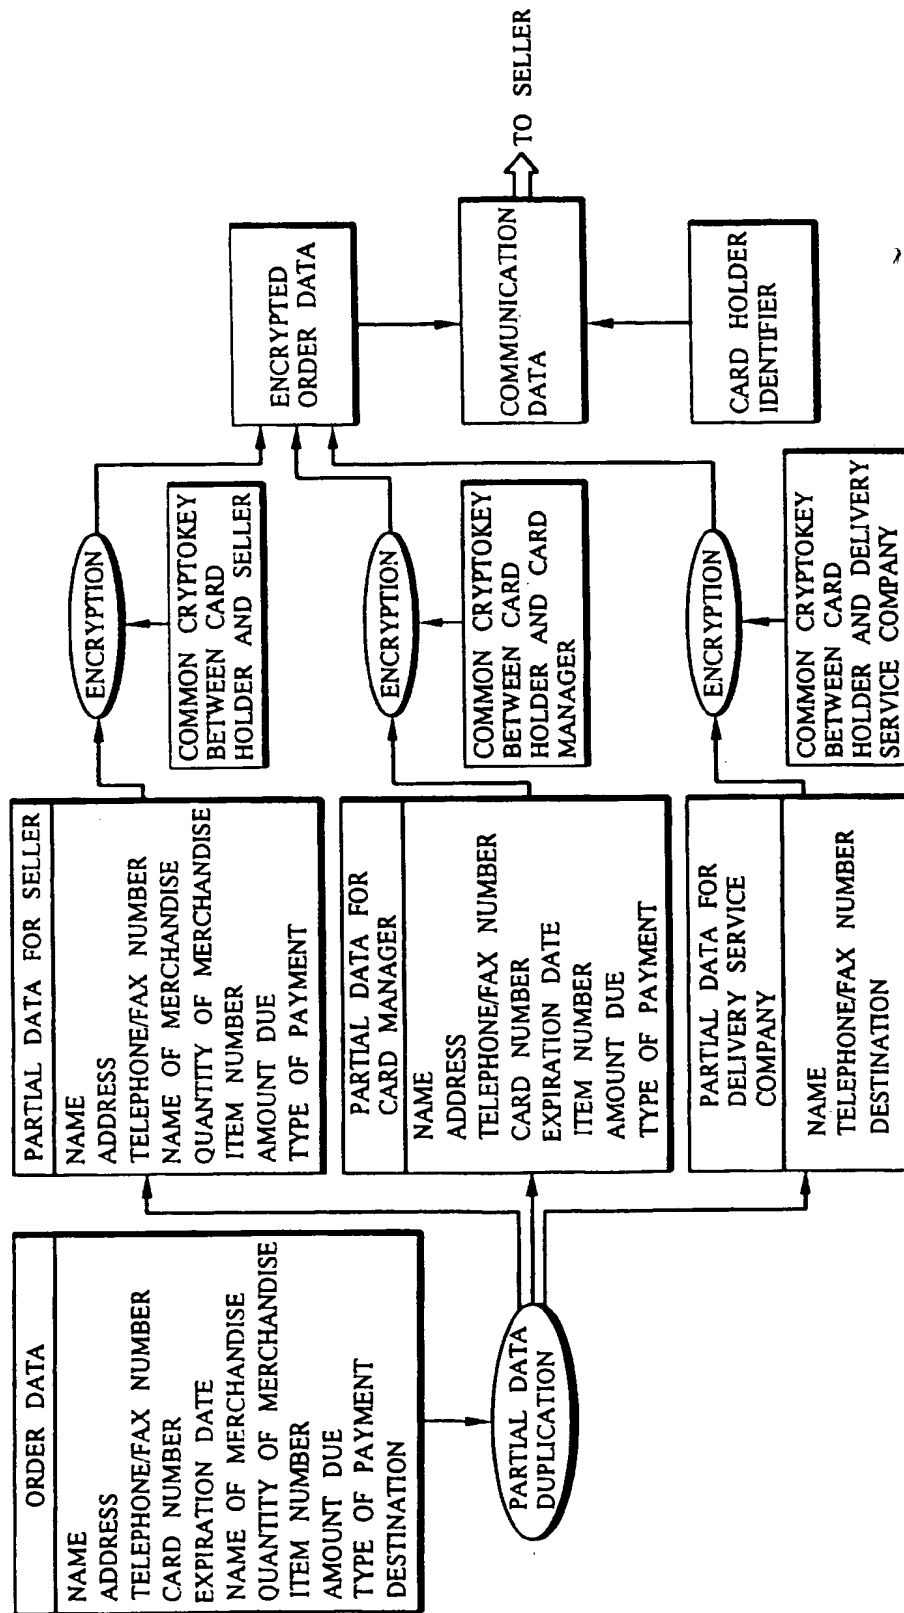 ORDER DATA
NAME
ADDRESS
TELEPHONE/FAX NUMBER
CARD NUMBER
EXPIRATION DATE
NAME OF MERCHANDISE
QUANTITY OF MERCHANDISE
ITEM NUMBER
AMOUNT DUE
TYPE OF PAYMENT
DESTINATION
PARTIAL DATA
DUPLICATION
PARTIAL DATA FOR SELLER
NAME
ADDRESS
TELEPHONE/FAX NUMBER
NAME OF MERCHANDISE
QUANTITY OF MERCHANDISE
ITEM NUMBER
AMOUNT DUE
TYPE OF PAYMENT
PARTIAL DATA FOR
CARD MANAGER
NAME
ADDRESS
TELEPHONE/FAX NUMBER
CARD NUMBER
EXPIRATION DATE
ITEM NUMBER
AMOUNT DUE
TYPE OF PAYMENT
PARTIAL DATA FOR
DELIVERY SERVICE
COMPANY
NAME
TELEPHONE/FAX NUMBER
DESTINATION
ENCRYPTION
COMMON CRYPTOKEY
BETWEEN CARD
HOLDER AND SELLER
ENCRYPTION
COMMON CRYPTOKEY
BETWEEN CARD
HOLDER AND CARD
MANAGER
ENCRYPTION
COMMON CRYPTOKEY
BETWEEN CARD
HOLDER AND DELIVERY
SERVICE COMPANY
ENCRYPTED
ORDER DATA
COMMUNICATION
DATA
CARD HOLDER
IDENTIFIER
TO SELLER